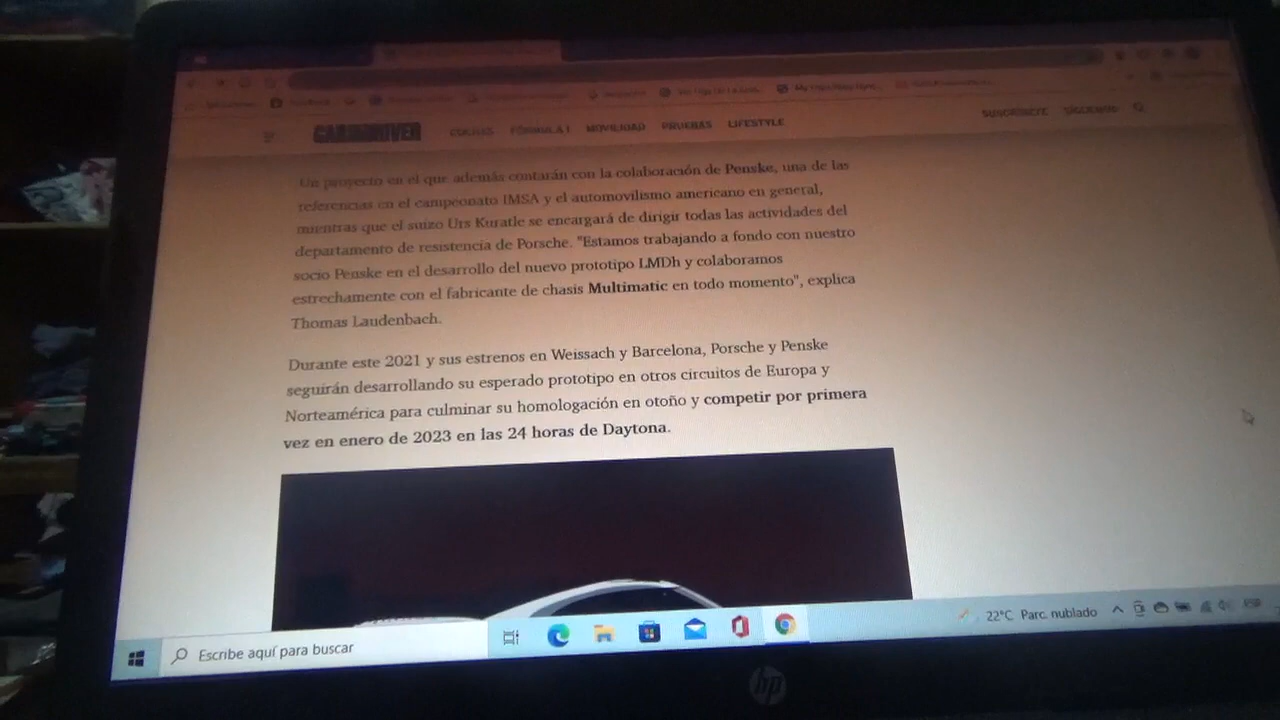 CAR AND DRIVER
COCHES FÓRMULA 1 MOVILIDAD PRUEBAS LIFESTYLE
SUSCRÍBETE SÍGUENOS
Un proyecto en el que además contarán con la colaboración de Penske, una de las
referencias en el campeonato IMSA y el automovilismo americano en general,
mientras que el suizo Urs Kuratle se encargará de dirigir todas las actividades del
departamento de resistencia de Porsche. "Estamos trabajando a fondo con nuestro
socio Penske en el desarrollo del nuevo prototipo LMDh y colaboramos
estrechamente con el fabricante de chasis Multimatic en todo momento", explica
Thomas Laudenbach.
Durante este 2021 y sus estrenos en Weissach y Barcelona, Porsche y Penske
seguirán desarrollando su esperado prototipo en otros circuitos de Europa y
Norteamérica para culminar su homologación en otoño y competir por primera
vez en enero de 2023 en las 24 horas de Daytona.
Escribe aquí para buscar
22°C Parc. nublado
hp